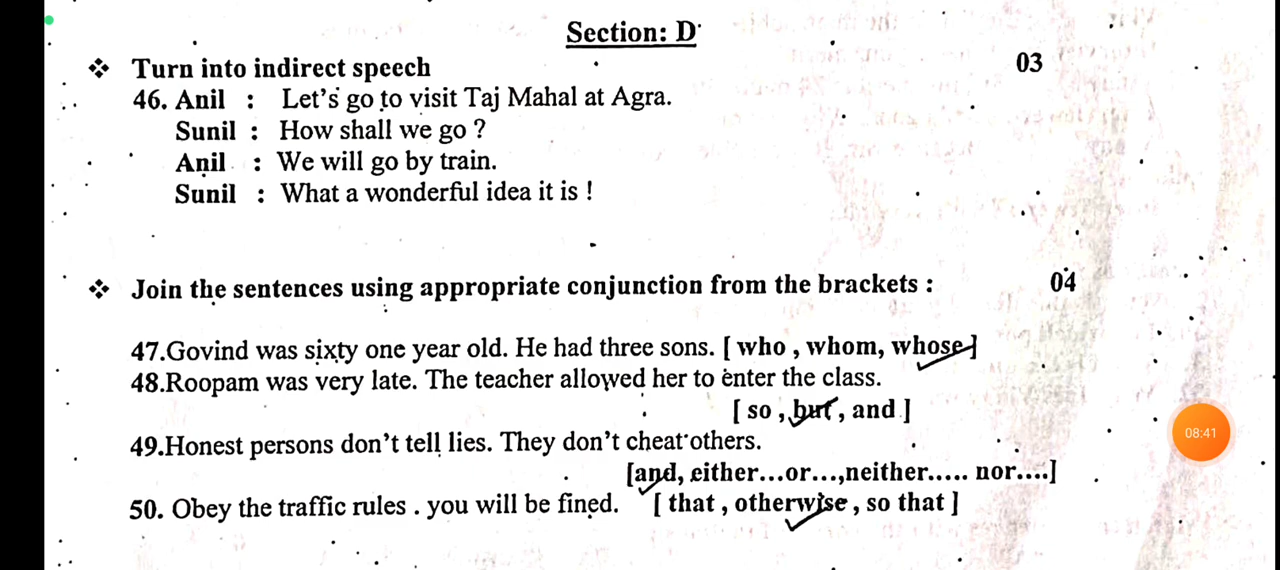 Section: D
❖ Turn into indirect speech 03
46. Anil : Let's go to visit Taj Mahal at Agra.
Sunil : How shall we go ?
Anil : We will go by train.
Sunil : What a wonderful idea it is !
❖ Join the sentences using appropriate conjunction from the brackets : 04
47.Govind was sixty one year old. He had three sons. [ who , whom, whose ]
48.Roopam was very late. The teacher allowed her to enter the class.
[ so , but , and ]
49.Honest persons don't tell lies. They don't cheat others.
[and, either...or...,neither..... nor....]
50. Obey the traffic rules . you will be fined. [ that , otherwise , so that ]
08:41